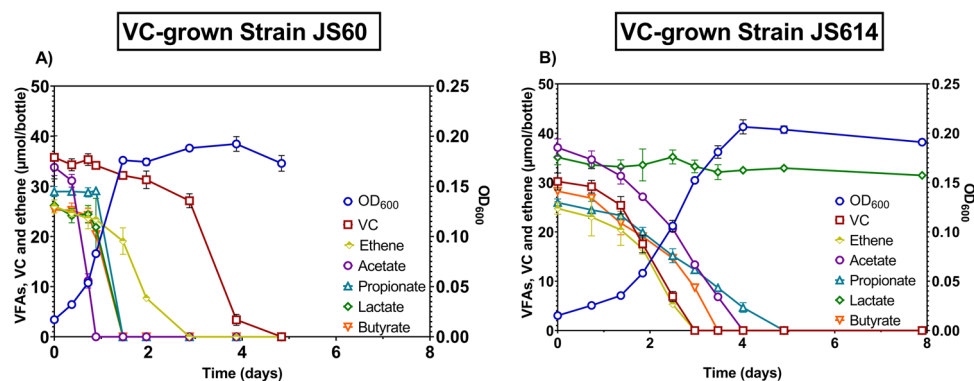 VC-grown Strain JS60
VC-grown Strain JS614
A)
VFAs, VC and ethene (µmol/bottle)
50
40
30
20
10
0
0.25
0.20
0.15
0.10
0.05
0.00
OD600
OD600
VC
Ethene
Acetate
Propionate
Lactate
Butyrate
0
2
4
6
8
Time (days)
B)
VFAs, VC and ethene (µmol/bottle)
50
40
30
20
10
0
0.25
0.20
0.15
0.10
0.05
0.00
OD600
OD600
VC
Ethene
Acetate
Propionate
Lactate
Butyrate
0
2
4
6
8
Time (days)